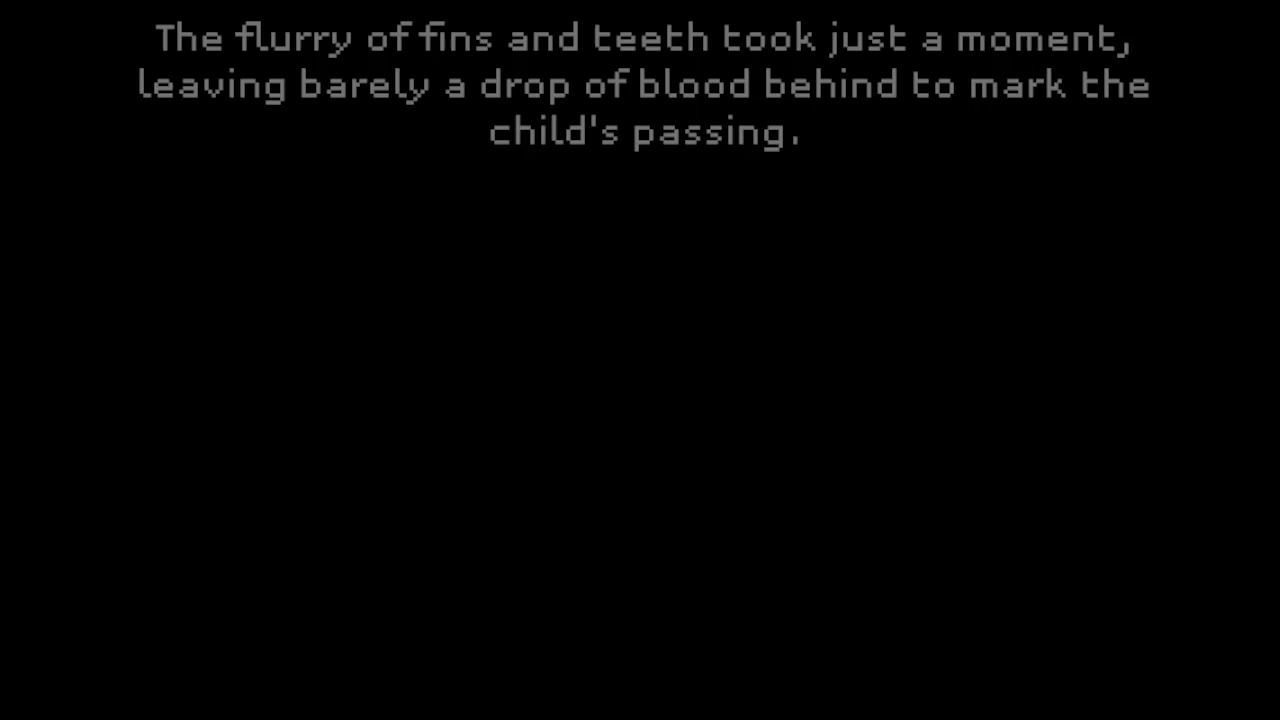 The flurry of fins and teeth took just a moment,
leaving barely a drop of blood behind to mark the
child's passing.